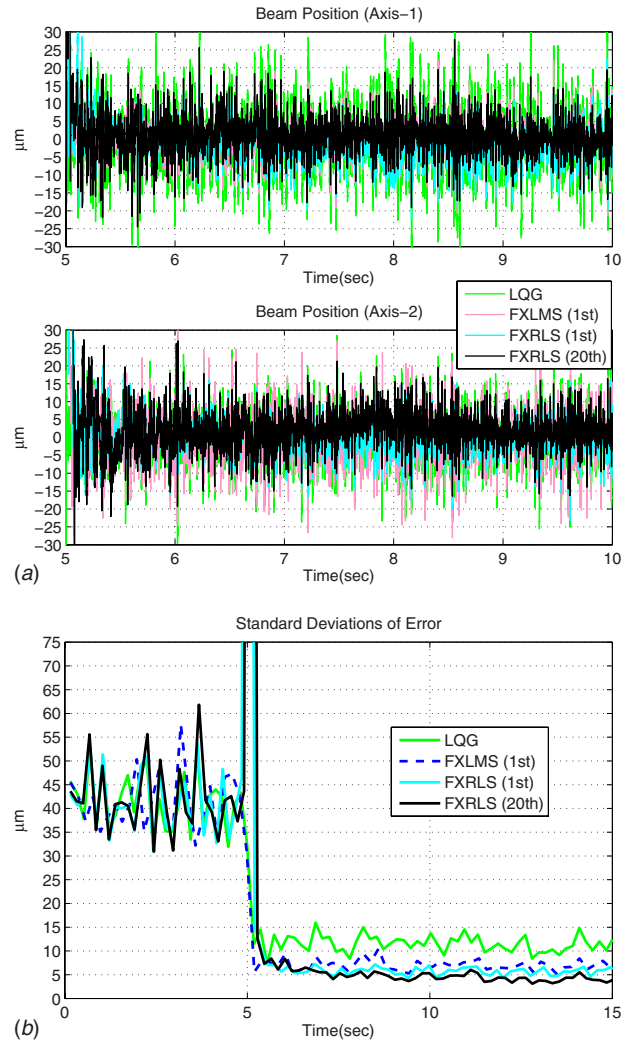 Beam Position (Axis-1)
30
25
20
15
10
5
0
−5
−10
−15
−20
−25
−30
μm
5 6 7 8 9 10
Time(sec)
Beam Position (Axis-2)
LQG
FXLMS (1st)
FXRLS (1st)
FXRLS (20th)
30
25
20
15
10
5
0
−5
−10
−15
−20
−25
−30
μm
5 6 7 8 9 10
Time(sec)
(a)
Standard Deviations of Error
75
70
65
60
55
50
45
40
35
30
25
20
15
10
5
0
μm
LQG
FXLMS (1st)
FXRLS (1st)
FXRLS (20th)
0 5 10 15
Time(sec)
(b)